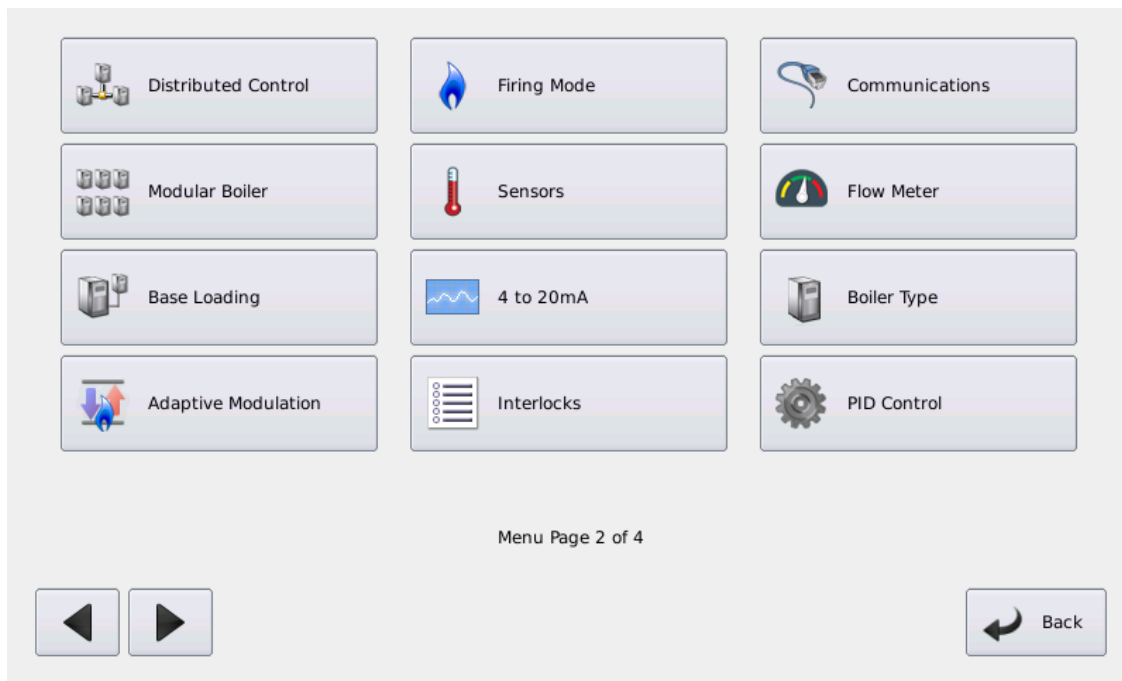 Distributed Control
Firing Mode
Communications
Modular Boiler
Sensors
Flow Meter
Base Loading
4 to 20mA
Boiler Type
Adaptive Modulation
Interlocks
PID Control
Menu Page 2 of 4
Back